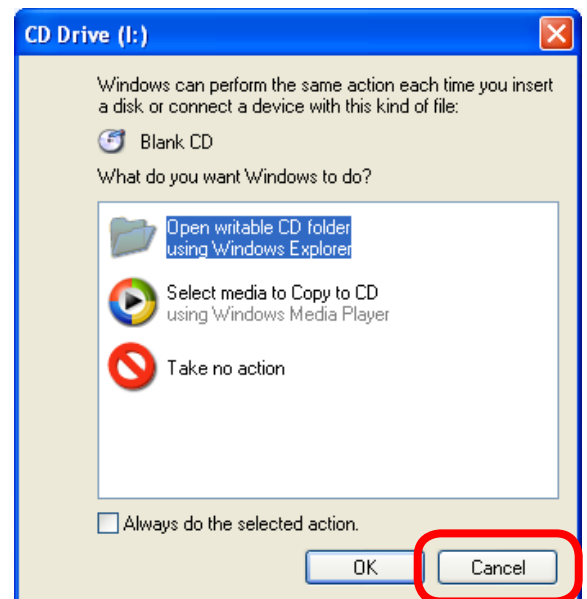 CD Drive (I:)
Windows can perform the same action each time you insert
a disk or connect a device with this kind of file:
Blank CD
What do you want Windows to do?
Open writable CD folder
using Windows Explorer
Select media to Copy to CD
using Windows Media Player
Take no action
Always do the selected action.
OK
Cancel